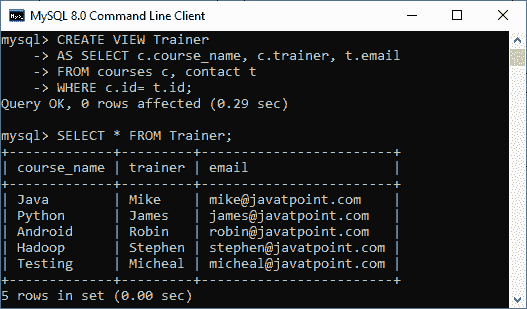 MySQL 8.0 Command Line Client
mysql> CREATE VIEW Trainer
    -> AS SELECT c.course_name, c.trainer, t.email
    -> FROM courses c, contact t
    -> WHERE c.id= t.id;
Query OK, 0 rows affected (0.29 sec)

mysql> SELECT * FROM Trainer;
+-------------+---------+------------------------+
| course_name | trainer | email                  |
+-------------+---------+------------------------+
| Java        | Mike    | mike@javatpoint.com    |
| Python      | James   | james@javatpoint.com   |
| Android     | Robin   | robin@javatpoint.com   |
| Hadoop      | Stephen | stephen@javatpoint.com |
| Testing     | Micheal | micheal@javatpoint.com |
+-------------+---------+------------------------+
5 rows in set (0.00 sec)